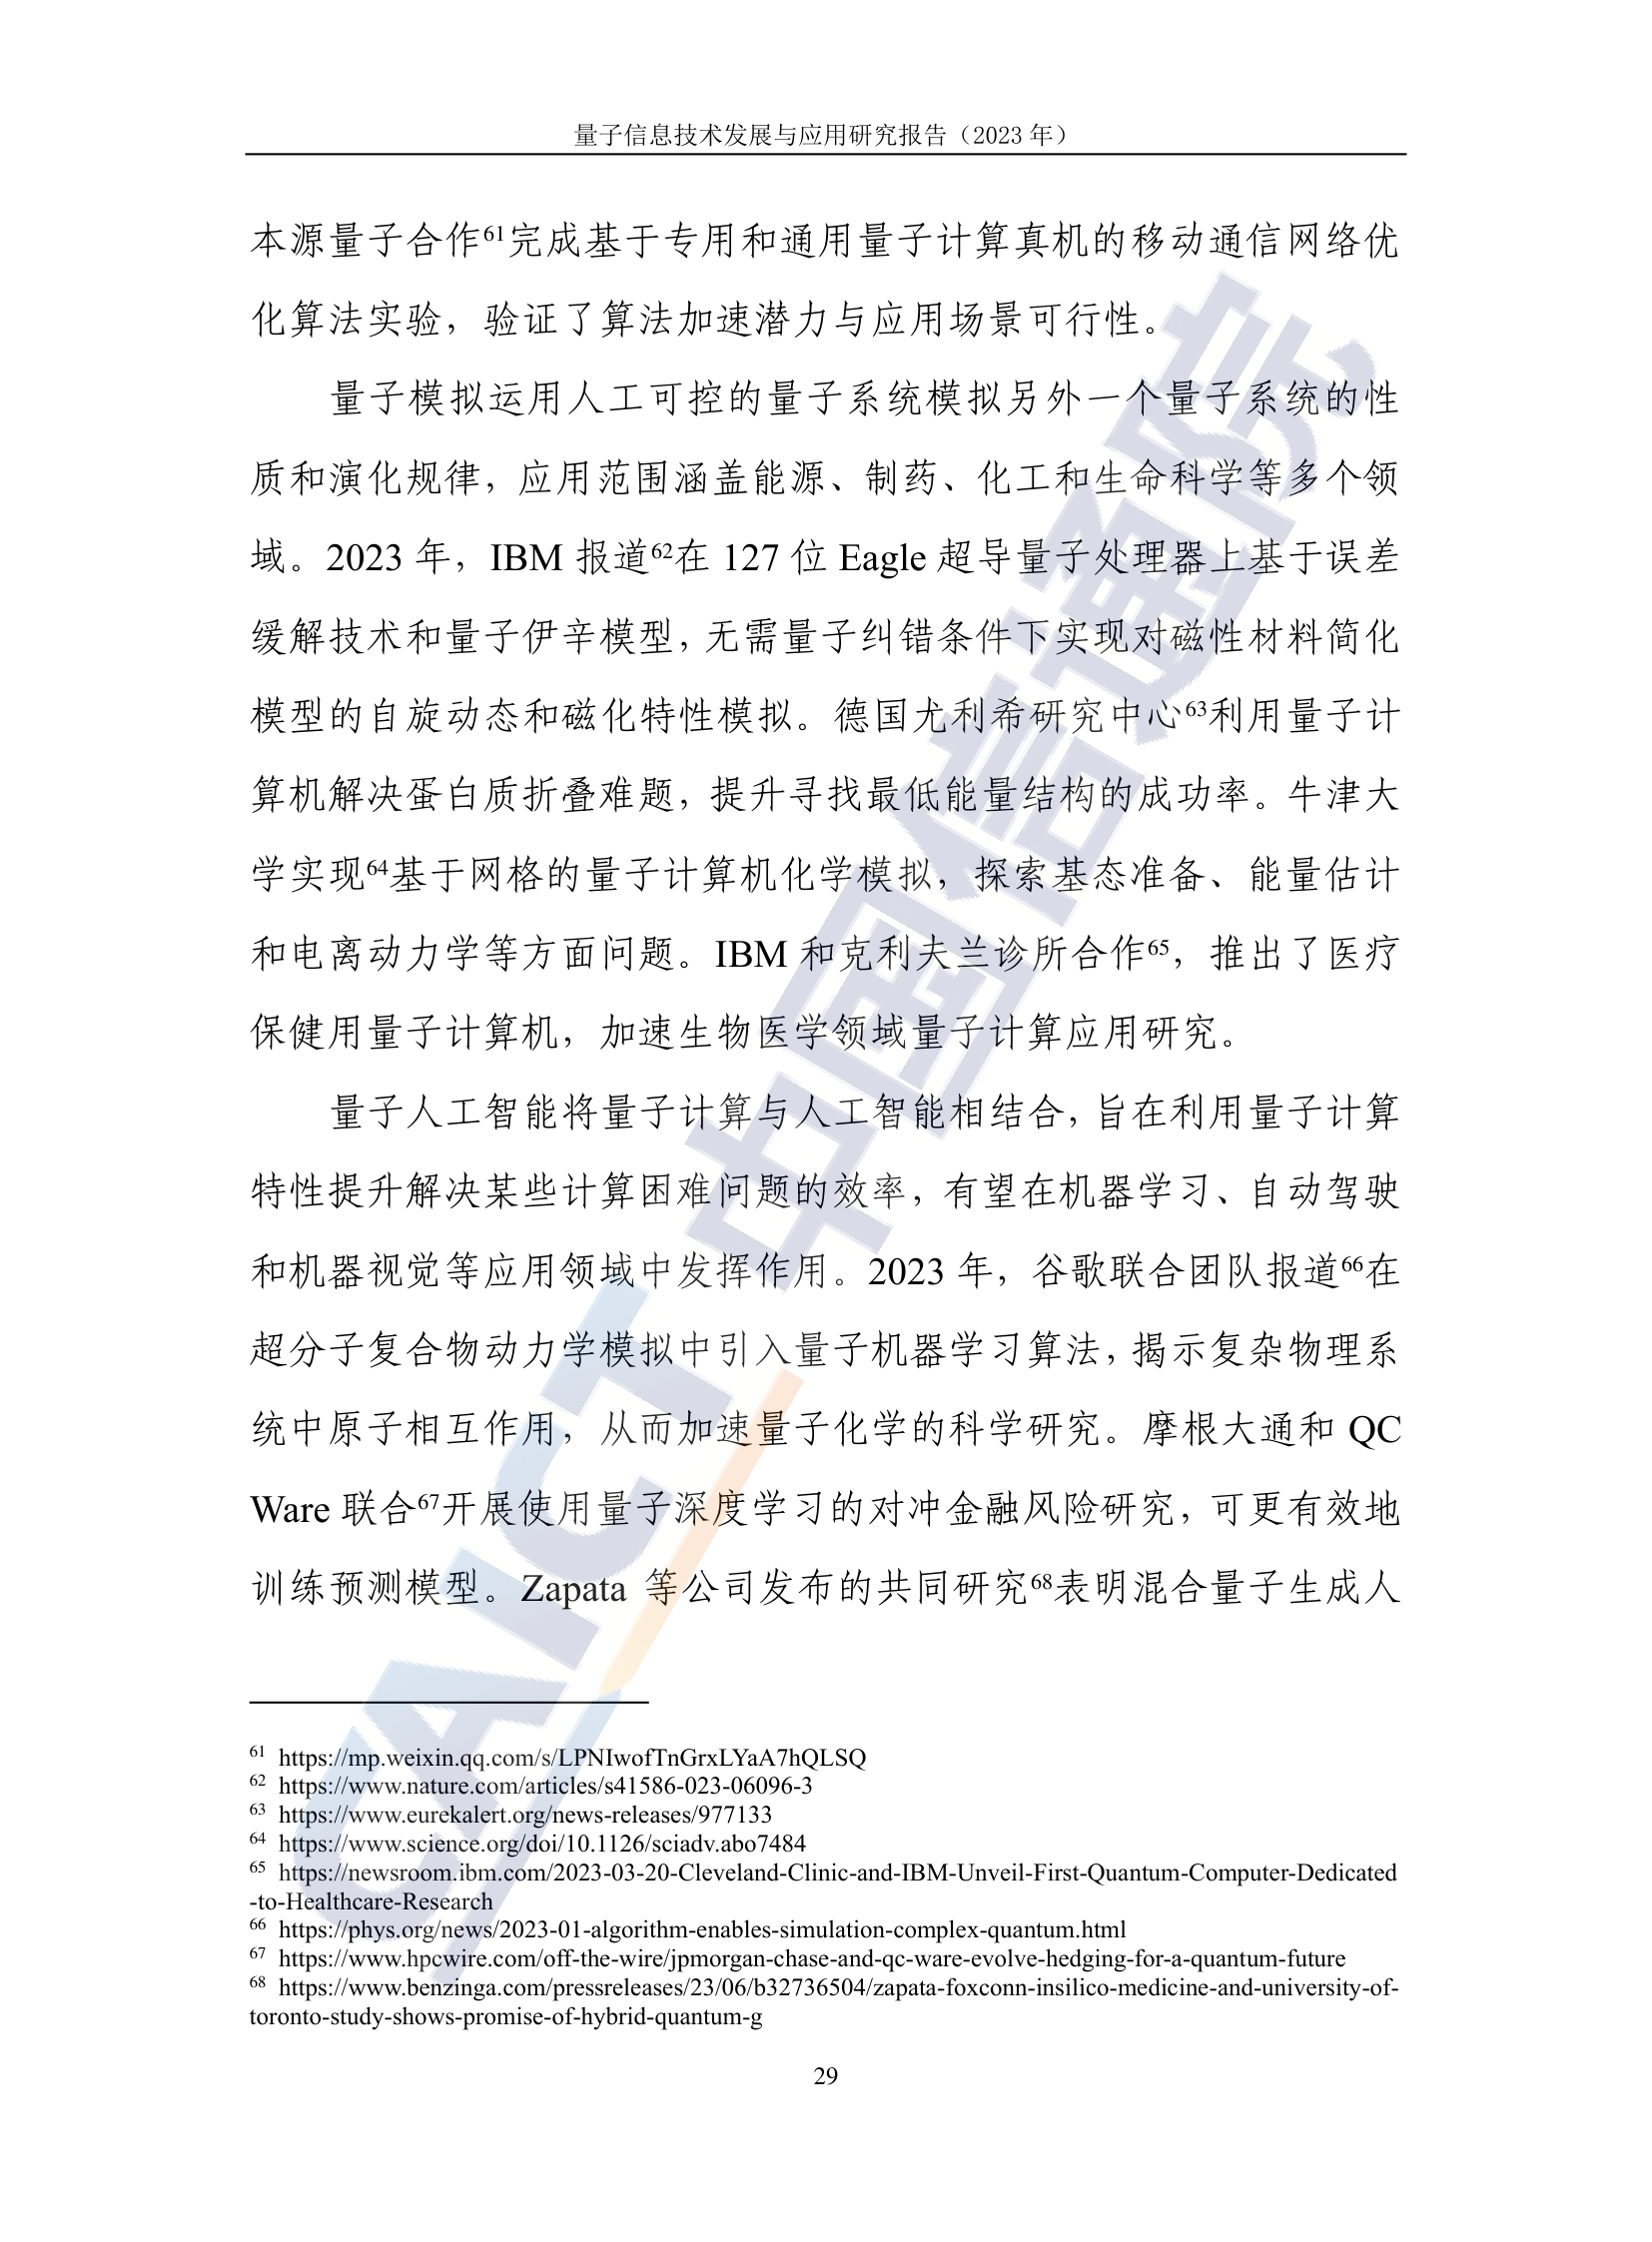 量子信息技术发展与应用研究报告（2023 年）
本源量子合作61完成基于专用和通用量子计算真机的移动通信网络优
化算法实验，验证了算法加速潜力与应用场景可行性。
量子模拟运用人工可控的量子系统模拟另外一个量子系统的性
质和演化规律，应用范围涵盖能源、制药、化工和生命科学等多个领
域。2023 年，IBM 报道62在 127 位 Eagle 超导量子处理器上基于误差
缓解技术和量子伊辛模型，无需量子纠错条件下实现对磁性材料简化
模型的自旋动态和磁化特性模拟。德国尤利希研究中心63利用量子计
算机解决蛋白质折叠难题，提升寻找最低能量结构的成功率。牛津大
学实现64基于网格的量子计算机化学模拟，探索基态准备、能量估计
和电离动力学等方面问题。IBM 和克利夫兰诊所合作65，推出了医疗
保健用量子计算机，加速生物医学领域量子计算应用研究。
量子人工智能将量子计算与人工智能相结合，旨在利用量子计算
特性提升解决某些计算困难问题的效率，有望在机器学习、自动驾驶
和机器视觉等应用领域中发挥作用。2023 年，谷歌联合团队报道66在
超分子复合物动力学模拟中引入量子机器学习算法，揭示复杂物理系
统中原子相互作用，从而加速量子化学的科学研究。摩根大通和 QC
Ware 联合67开展使用量子深度学习的对冲金融风险研究，可更有效地
训练预测模型。Zapata 等公司发布的共同研究68表明混合量子生成人
61 https://mp.weixin.qq.com/s/LPNIwofTnGrxLYaA7hQLSQ
62 https://www.nature.com/articles/s41586-023-06096-3
63 https://www.eurekalert.org/news-releases/977133
64 https://www.science.org/doi/10.1126/sciadv.abo7484
65 https://newsroom.ibm.com/2023-03-20-Cleveland-Clinic-and-IBM-Unveil-First-Quantum-Computer-Dedicated
-to-Healthcare-Research
66 https://phys.org/news/2023-01-algorithm-enables-simulation-complex-quantum.html
67 https://www.hpcwire.com/off-the-wire/jpmorgan-chase-and-qc-ware-evolve-hedging-for-a-quantum-future
68 https://www.benzinga.com/pressreleases/23/06/b32736504/zapata-foxconn-insilico-medicine-and-university-of-
toronto-study-shows-promise-of-hybrid-quantum-g
29
CAICT 中国信通院